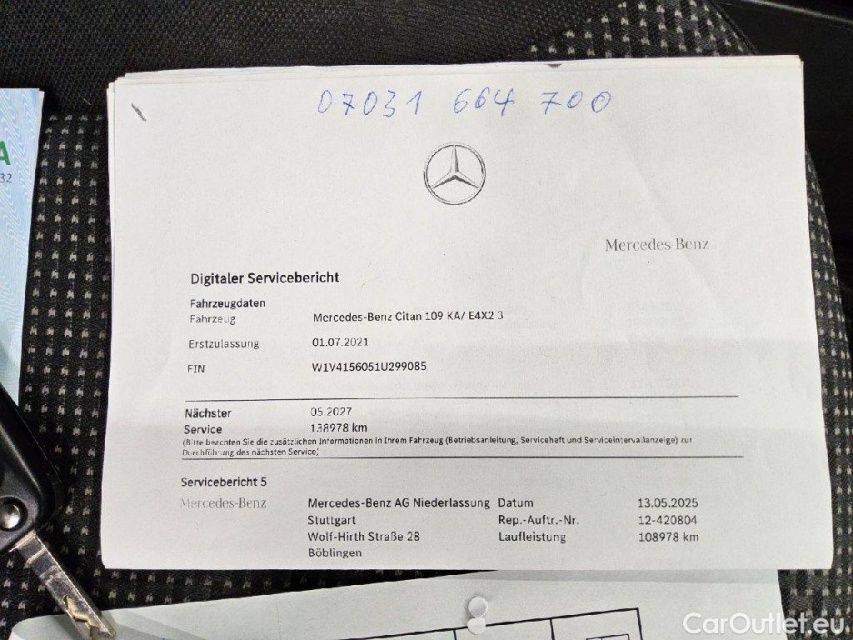 07031 664 700
A
32
Mercedes-Benz
Digitaler Servicebericht
Fahrzeugdaten
Fahrzeug Mercedes-Benz Citan 109 KA/ E4X2 3
Erstzulassung 01.07.2021
FIN W1V4156051U299085
Nächster 05.2027
Service 138978 km
(Bitte beachten Sie die zusätzlichen Informationen in Ihrem Fahrzeug (Betriebsanleitung, Serviceheft und Serviceintervallanzeige) zur
Durchführung des nächsten Service)
Servicebericht 5
Mercedes-Benz Mercedes-Benz AG Niederlassung Datum 13.05.2025
Stuttgart Rep.-Auftr.-Nr. 12-420804
Wolf-Hirth Straße 28 Laufleistung 108978 km
Böblingen
CarOutlet.eu